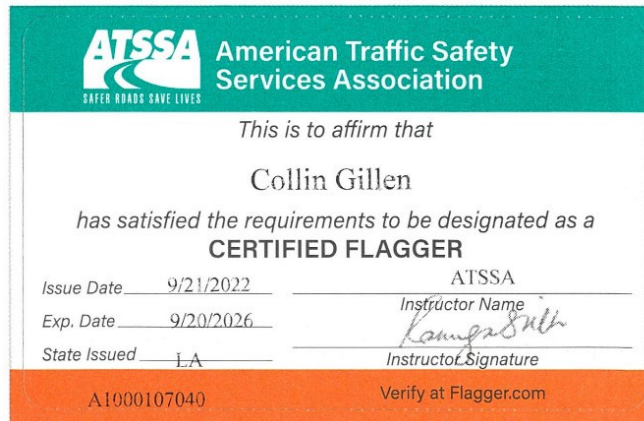 ATSSA
SAFER ROADS SAVE LIVES
American Traffic Safety
Services Association
This is to affirm that
Collin Gillen
has satisfied the requirements to be designated as a
CERTIFIED FLAGGER
Issue Date 9/21/2022
ATSSA
Instructor Name
Exp. Date 9/20/2026
State Issued LA
Instructor Signature
A1000107040
Verify at Flagger.com